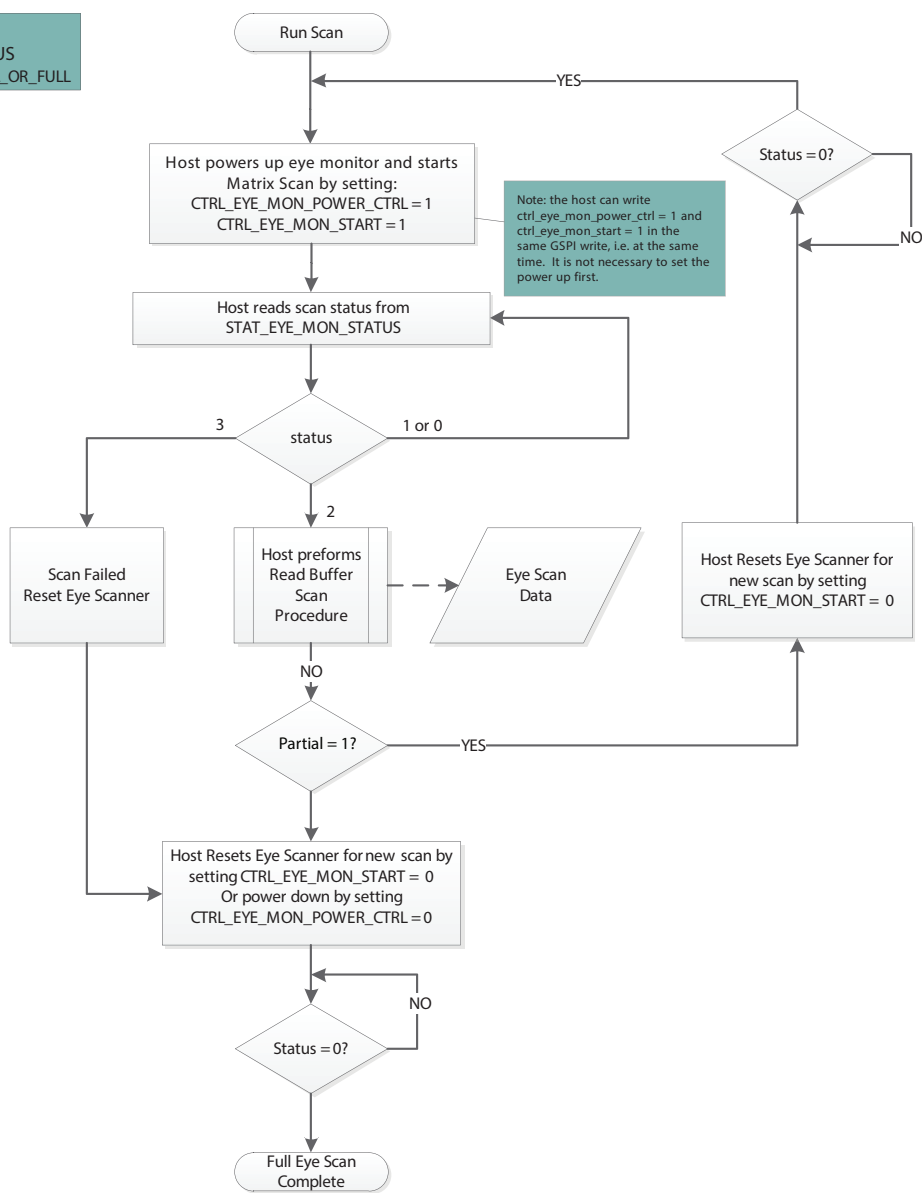 US
_OR_FULL
Run Scan
YES
Status = 0?
NO
Host powers up eye monitor and starts
Matrix Scan by setting:
CTRL_EYE_MON_POWER_CTRL = 1
CTRL_EYE_MON_START = 1
Note: the host can write
ctrl_eye_mon_power_ctrl = 1 and
ctrl_eye_mon_start = 1 in the
same GSPI write, i.e. at the same
time. It is not necessary to set the
power up first.
Host reads scan status from
STAT_EYE_MON_STATUS
3
status
1 or 0
2
Scan Failed
Reset Eye Scanner
Host preforms
Read Buffer
Scan
Procedure
Eye Scan
Data
Host Resets Eye Scanner for
new scan by setting
CTRL_EYE_MON_START = 0
NO
Partial = 1?
YES
Host Resets Eye Scanner for new scan by
setting CTRL_EYE_MON_START = 0
Or power down by setting
CTRL_EYE_MON_POWER_CTRL = 0
NO
Status = 0?
Full Eye Scan
Complete